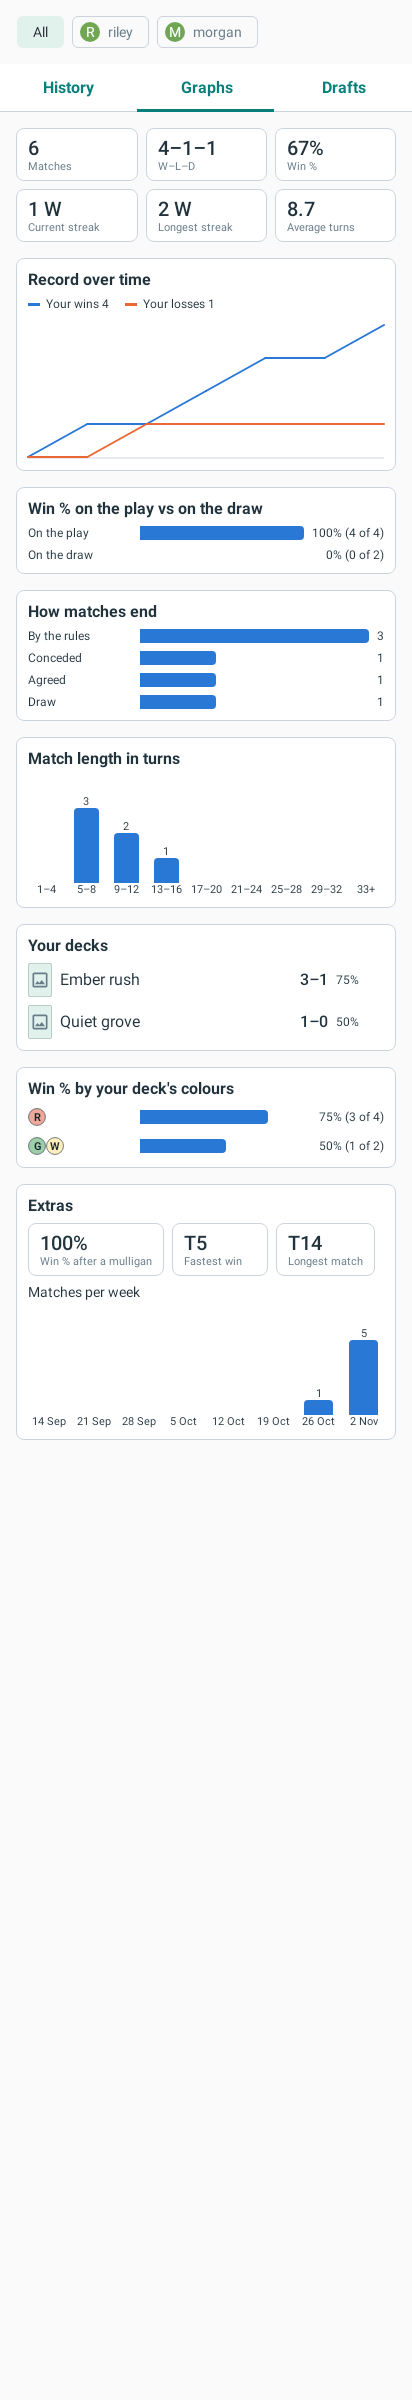 All
R riley
M morgan
History Graphs Drafts
6
Matches
4–1–1
W–L–D
67%
Win %
1 W
Current streak
2 W
Longest streak
8.7
Average turns
Record over time
Your wins 4 Your losses 1
Win % on the play vs on the draw
On the play 100% (4 of 4)
On the draw 0% (0 of 2)
How matches end
By the rules 3
Conceded 1
Agreed 1
Draw 1
Match length in turns
3
2
1
1–4 5–8 9–12 13–16 17–20 21–24 25–28 29–32 33+
Your decks
Ember rush 3–1 75%
Quiet grove 1–0 50%
Win % by your deck's colours
R 75% (3 of 4)
G W 50% (1 of 2)
Extras
100%
Win % after a mulligan
T5
Fastest win
T14
Longest match
Matches per week
5
1
14 Sep 21 Sep 28 Sep 5 Oct 12 Oct 19 Oct 26 Oct 2 Nov